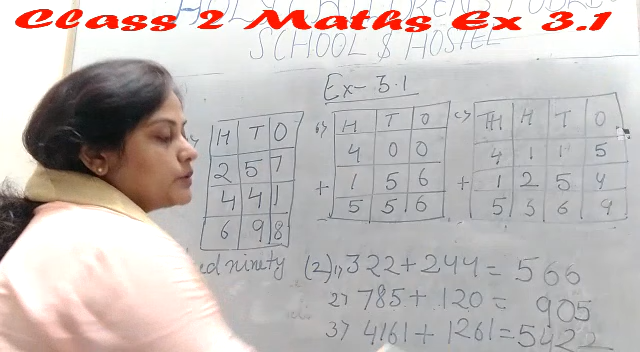 Class 2 Maths Ex 3.1
SCHOOL & HOSTEL
Ex-3.1
H T O
2 5 7
4 4 1
6 9 8
b) H T O
4 0 0
+ 1 5 6
5 5 6
c) TH H T O
4 1 1 5
+ 1 2 5 4
5 3 6 9
ninety
(2) 1) 322+244= 566
2) 785+ 120= 905
3) 4161+ 1261=5422